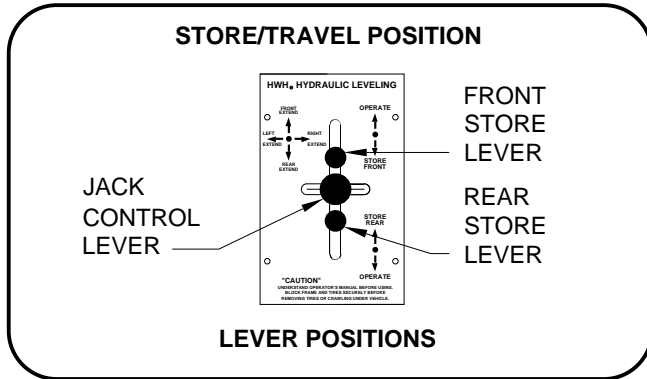 STORE/TRAVEL POSITION
HWH® HYDRAULIC LEVELING
FRONT
EXTEND
LEFT
EXTEND
RIGHT
EXTEND
REAR
EXTEND
OPERATE
STORE
FRONT
FRONT
STORE
LEVER
JACK
CONTROL
LEVER
STORE
REAR
OPERATE
REAR
STORE
LEVER
"CAUTION"
UNDERSTAND OPERATOR'S MANUAL BEFORE USING.
BLOCK FRAME AND TIRES SECURELY BEFORE
REMOVING TIRES OR CRAWLING UNDER VEHICLE.
LEVER POSITIONS